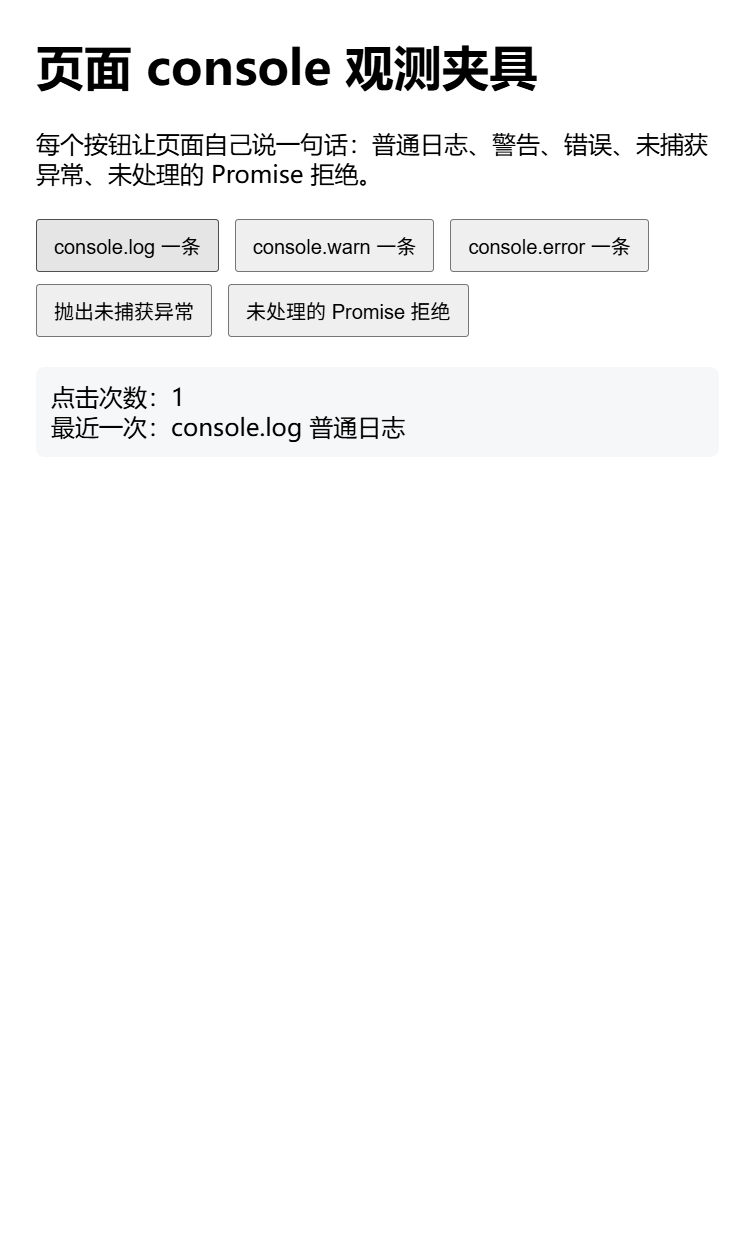 页面 console 观测夹具
每个按钮让页面自己说一句话：普通日志、警告、错误、未捕获
异常、未处理的 Promise 拒绝。
console.log 一条
console.warn 一条
console.error 一条
抛出未捕获异常
未处理的 Promise 拒绝
点击次数：1
最近一次：console.log 普通日志